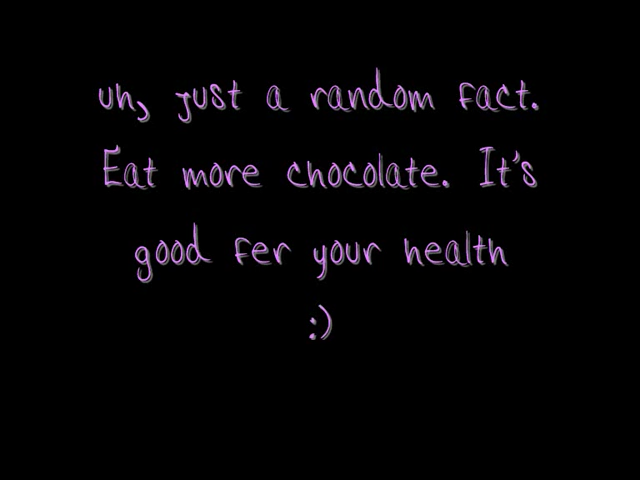 uh, just a random fact.
Eat more chocolate. It's
good fer your health
:)